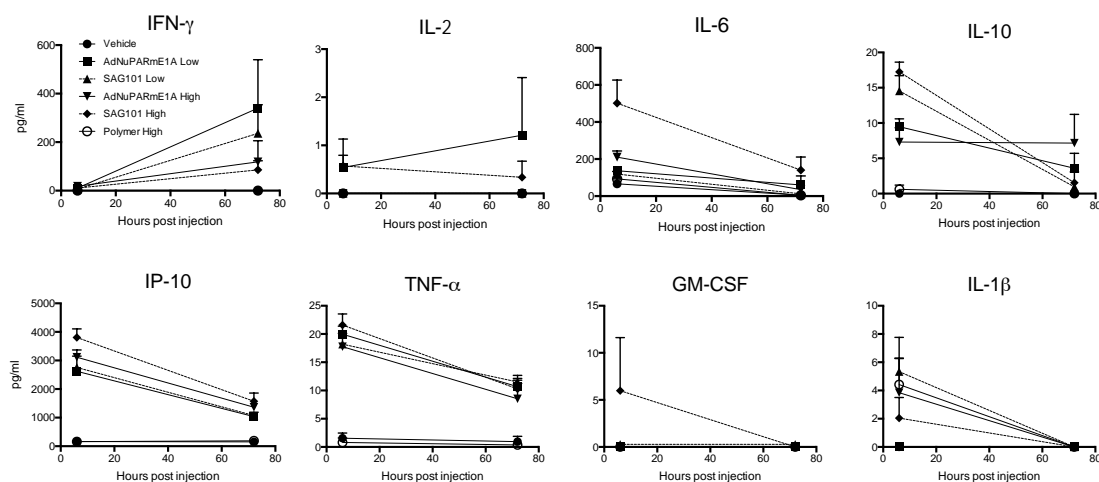 IFN-γ
600
400
200
0
pg/ml
Vehicle
AdNuPARmE1A Low
SAG101 Low
AdNuPARmE1A High
SAG101 High
Polymer High
0 20 40 60 80
Hours post injection
IL-2
3
2
1
0
0 20 40 60 80
Hours post injection
IL-6
800
600
400
200
0
0 20 40 60 80
Hours post injection
IL-10
20
15
10
5
0
0 20 40 60 80
Hours post injection
IP-10
5000
4000
3000
2000
1000
0
pg/ml
0 20 40 60 80
Hours post injection
TNF-α
25
20
15
10
5
0
0 20 40 60 80
Hours post injection
GM-CSF
15
10
5
0
0 20 40 60 80
Hours post injection
IL-1β
10
8
6
4
2
0
0 20 40 60 80
Hours post injection